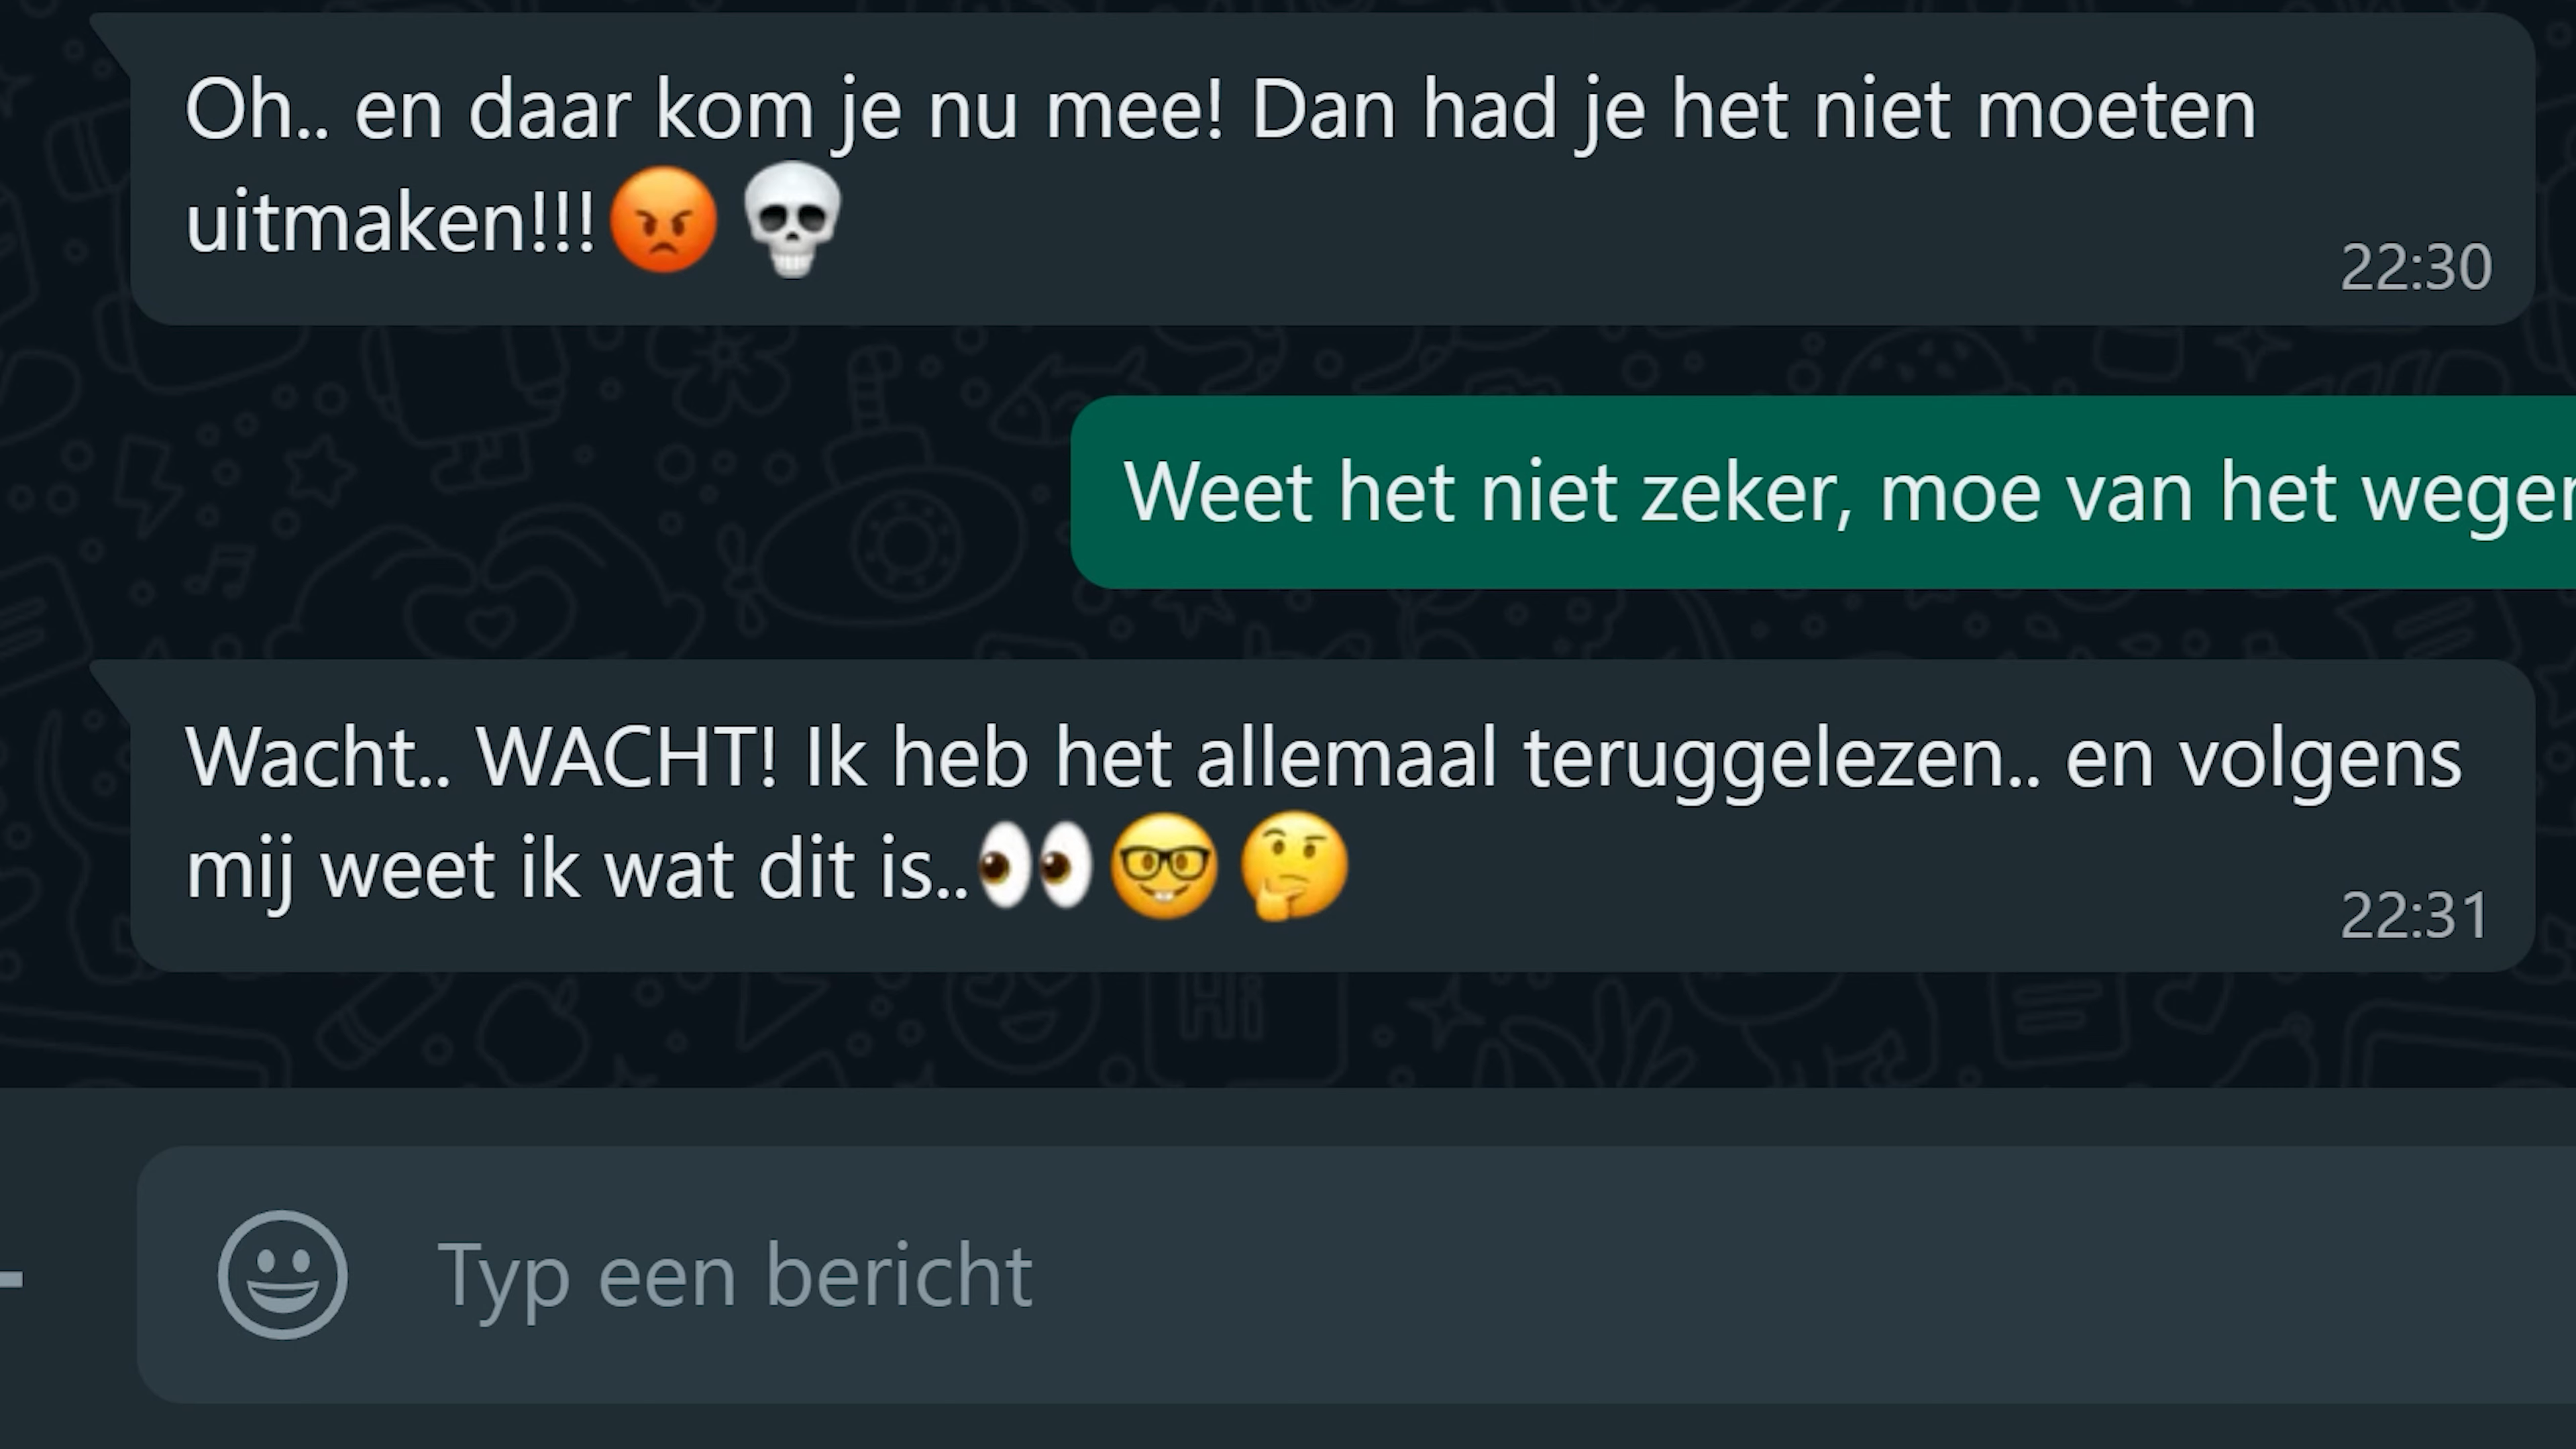 Oh.. en daar kom je nu mee! Dan had je het niet moeten
uitmaken!!!😡 💀
22:30
Weet het niet zeker, moe van het wegen
Wacht.. WACHT! Ik heb het allemaal teruggelezen.. en volgens
mij weet ik wat dit is..👀 🤓 🤔
22:31
Typ een bericht